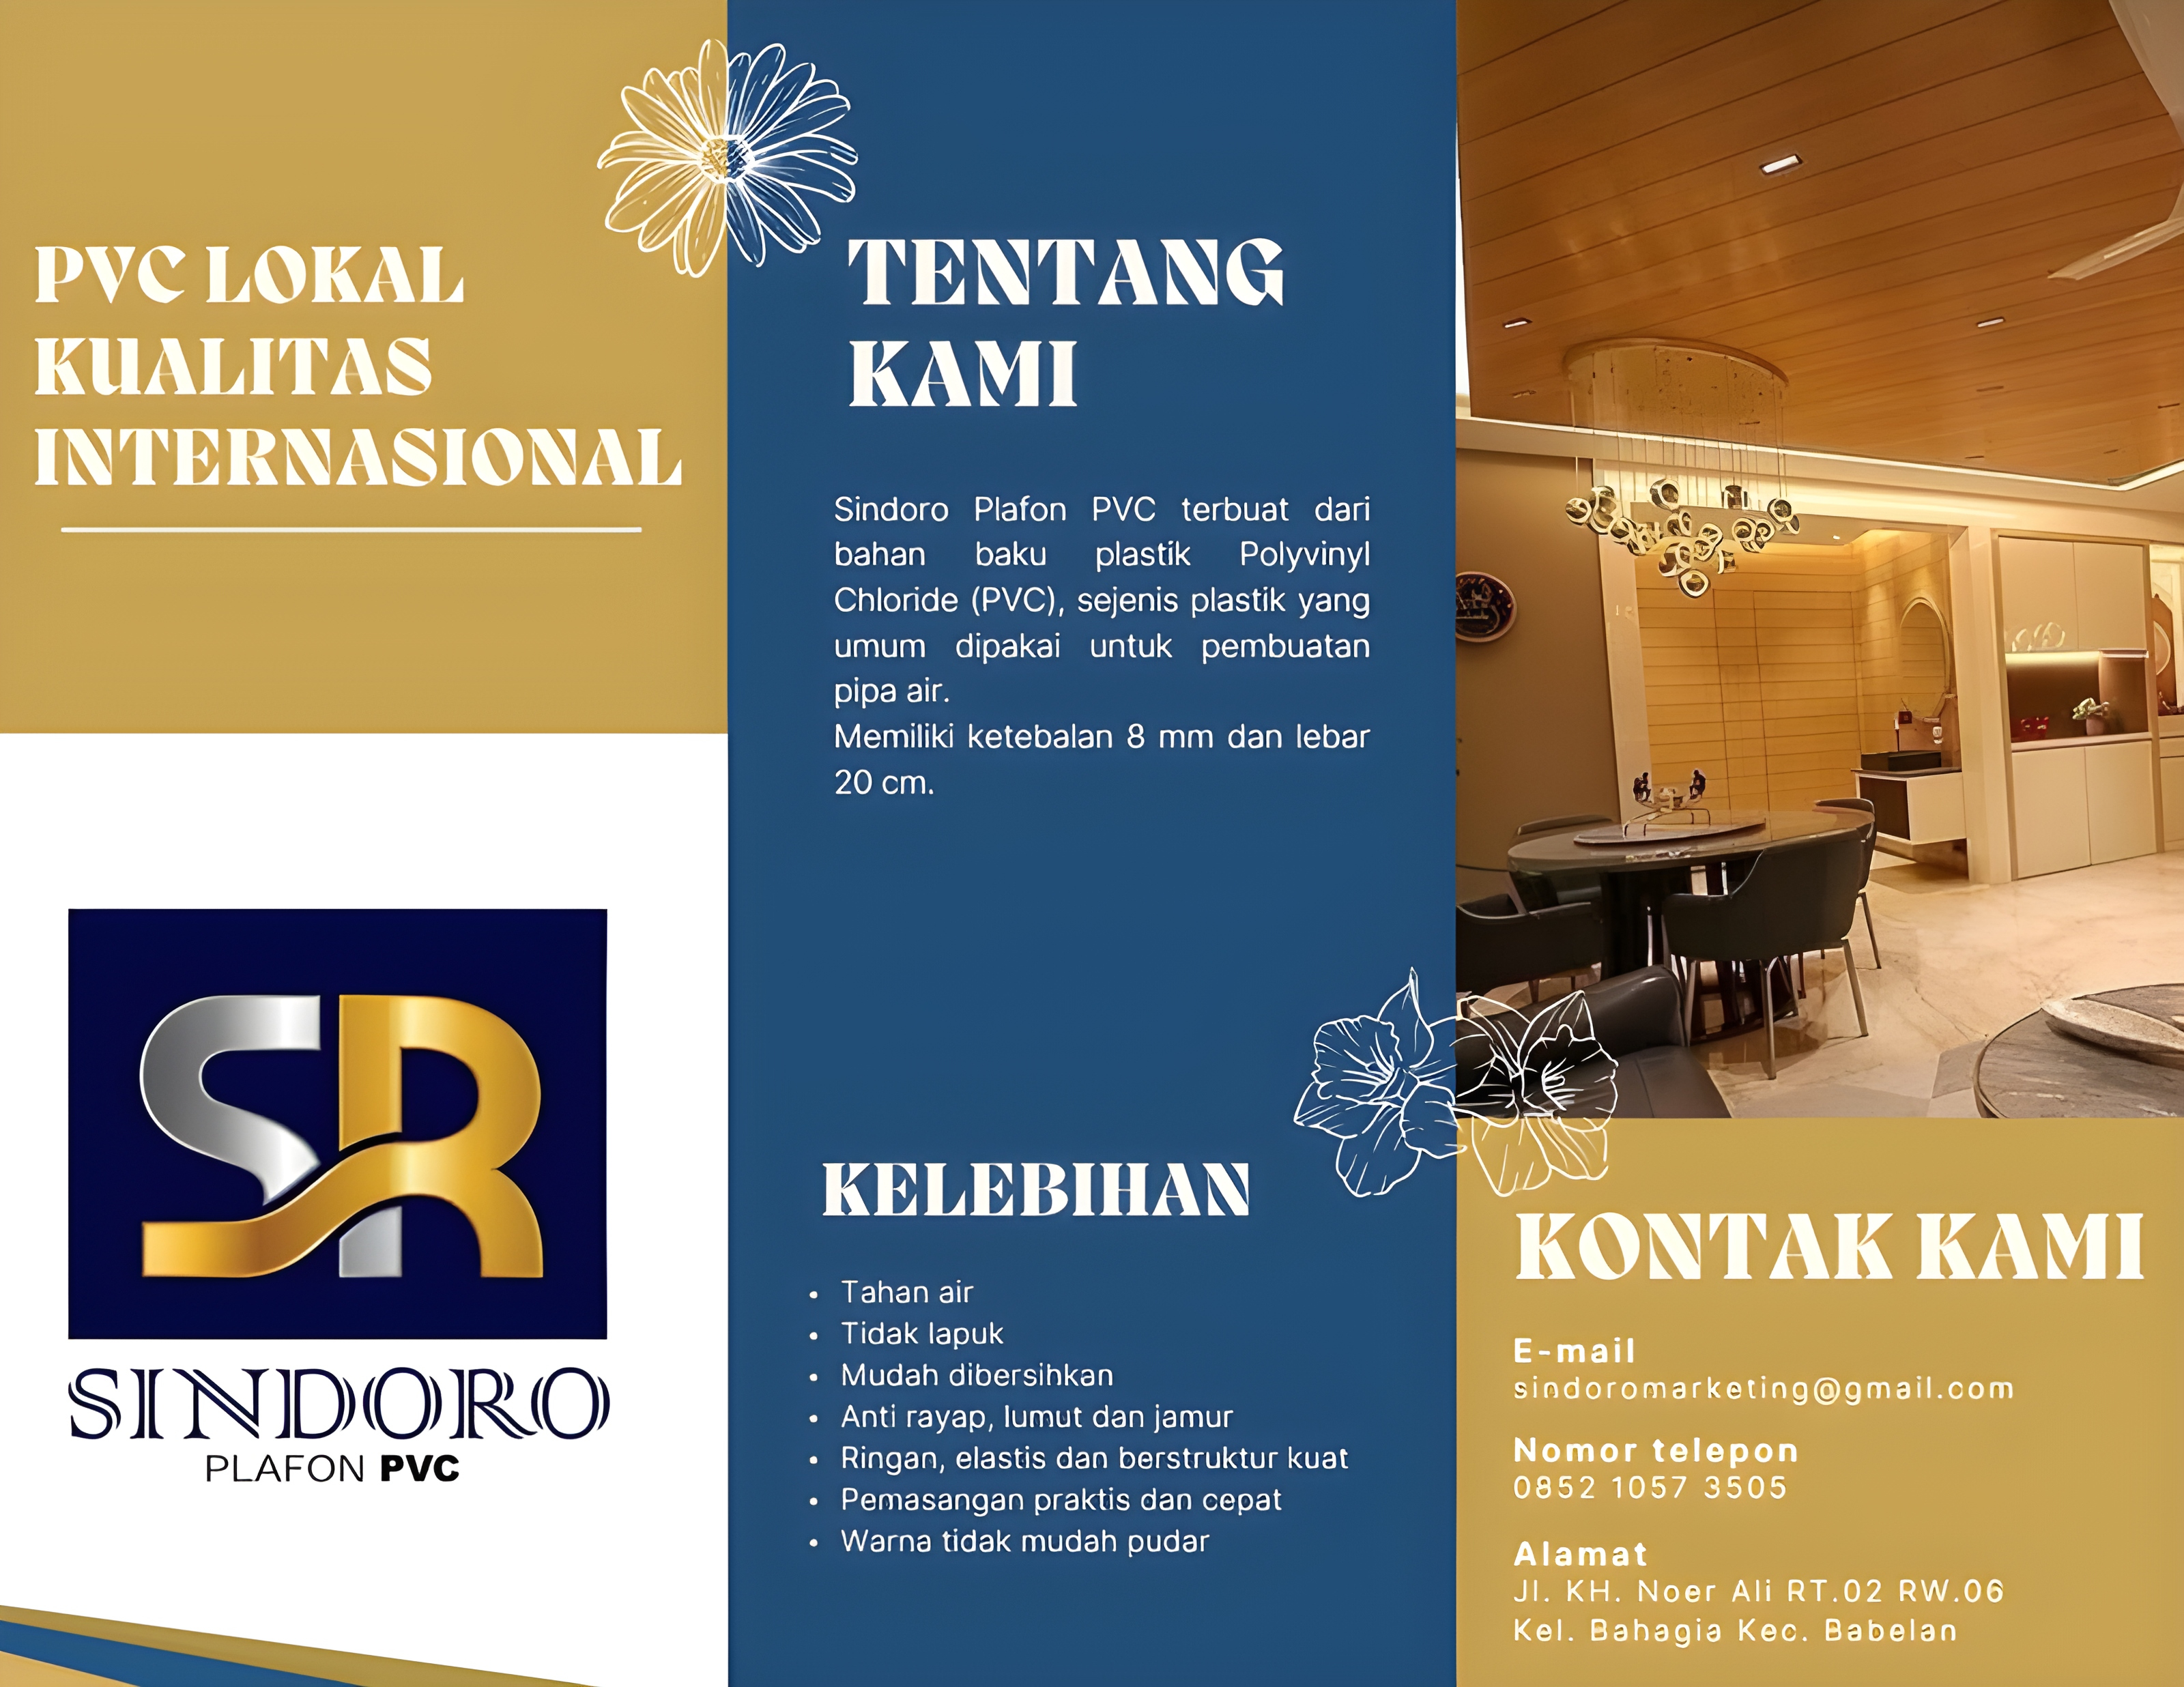 PVC LOKAL
KUALITAS
INTERNASIONAL
SR
SINDORO
PLAFON PVC
TENTANG
KAMI
Sindoro Plafon PVC terbuat dari
bahan baku plastik Polyvinyl
Chloride (PVC), sejenis plastik yang
umum dipakai untuk pembuatan
pipa air.
Memiliki ketebalan 8 mm dan lebar
20 cm.
KELEBIHAN
• Tahan air
• Tidak lapuk
• Mudah dibersihkan
• Anti rayap, lumut dan jamur
• Ringan, elastis dan berstruktur kuat
• Pemasangan praktis dan cepat
• Warna tidak mudah pudar
KONTAK KAMI
E-mail
sindoromarketing@gmail.com
Nomor telepon
0852 1057 3505
Alamat
Jl. KH. Noer Ali RT.02 RW.06
Kel. Bahagia Kec. Babelan